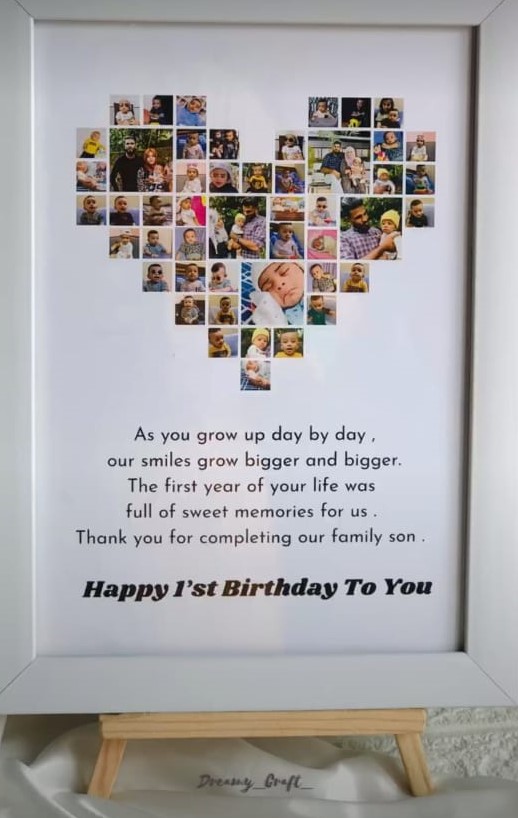 As you grow up day by day ,
our smiles grow bigger and bigger.
The first year of your life was
full of sweet memories for us .
Thank you for completing our family son .
Happy 1'st Birthday To You
Dreamy_Craft_